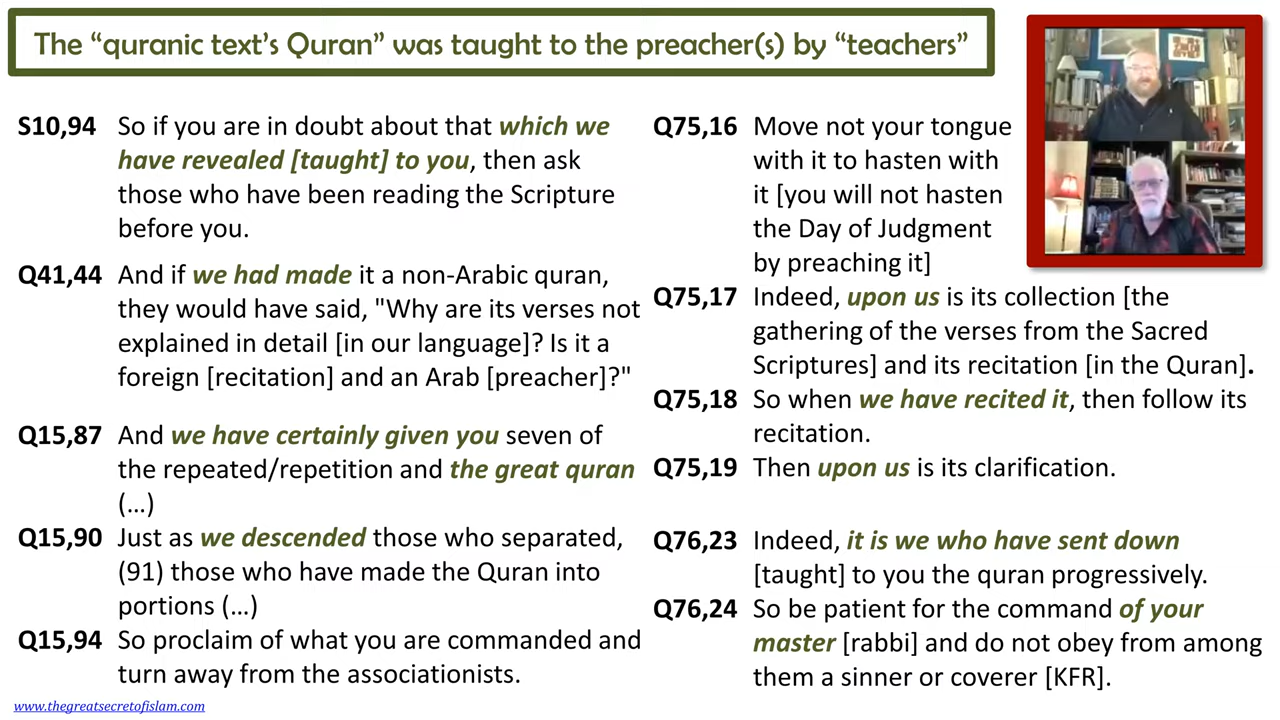 The “quranic text’s Quran” was taught to the preacher(s) by “teachers”
S10,94 So if you are in doubt about that which we
have revealed [taught] to you, then ask
those who have been reading the Scripture
before you.
Q41,44 And if we had made it a non-Arabic quran,
they would have said, "Why are its verses not
explained in detail [in our language]? Is it a
foreign [recitation] and an Arab [preacher]?"
Q15,87 And we have certainly given you seven of
the repeated/repetition and the great quran
(…)
Q15,90 Just as we descended those who separated,
(91) those who have made the Quran into
portions (…)
Q15,94 So proclaim of what you are commanded and
turn away from the associationists.
www.thegreatsecretofislam.com
Q75,16 Move not your tongue
with it to hasten with
it [you will not hasten
the Day of Judgment
by preaching it]
Q75,17 Indeed, upon us is its collection [the
gathering of the verses from the Sacred
Scriptures] and its recitation [in the Quran].
Q75,18 So when we have recited it, then follow its
recitation.
Q75,19 Then upon us is its clarification.
Q76,23 Indeed, it is we who have sent down
[taught] to you the quran progressively.
Q76,24 So be patient for the command of your
master [rabbi] and do not obey from among
them a sinner or coverer [KFR].